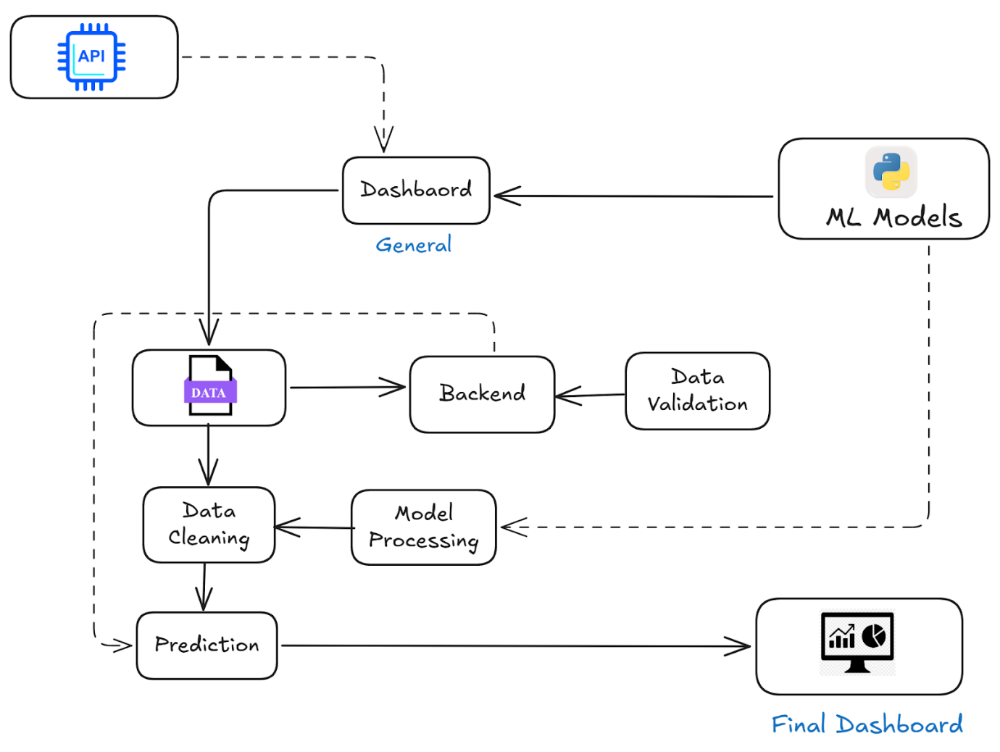 API
Dashbaord
General
ML Models
DATA
Backend
Data
Validation
Data
Cleaning
Model
Processing
Prediction
Final Dashboard